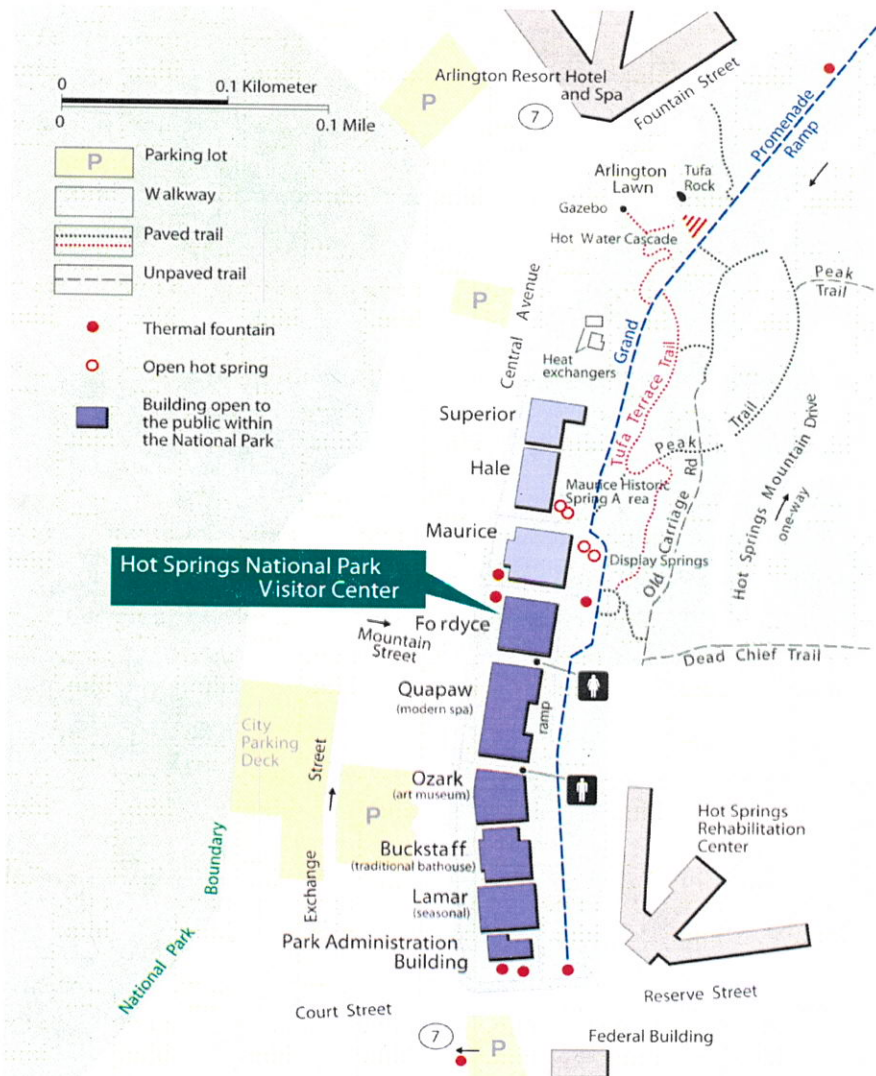 0 0.1 Kilometer
0 0.1 Mile
P Parking lot
Walkway
Paved trail
Unpaved trail
Thermal fountain
Open hot spring
Building open to
the public within
the National Park
Arlington Resort Hotel
and Spa
P
7
Fountain Street
Promenade
Ramp
Arlington
Lawn
Tufa
Rock
Gazebo
Hot Water Cascade
Peak
Trail
P
Central Avenue
Grand
Heat
exchangers
Tufa Terrace Trail
Superior
Peak Trail
Hale
Maurice Historic
Spring A rea
Old Carriage Rd
Hot Springs Mountain Drive
one-way
Maurice
Display Springs
Hot Springs National Park
Visitor Center
Fo rdyce
Mountain
Street
Dead Chief Trail
Quapaw
(modern spa)
ramp
City
Parking
Deck
Exchange Street
P
Ozark
(art museum)
Hot Springs
Rehabilitation
Center
Buckstaff
(traditional bathouse)
Lamar
(seasonal)
Park Administration
Building
National Park Boundary
Court Street
Reserve Street
7
P
Federal Building